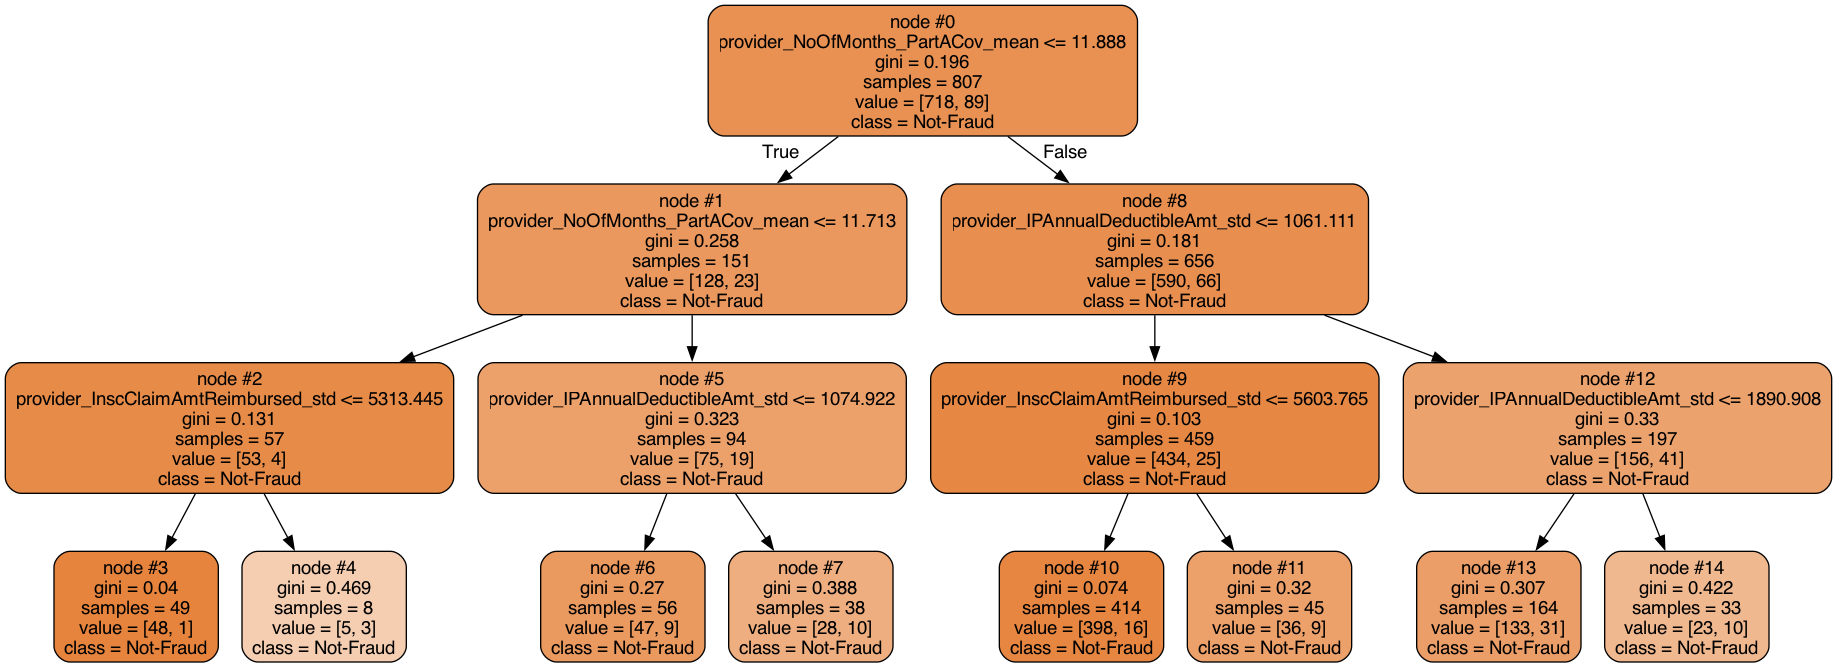 node #0
provider_NoOfMonths_PartACov_mean <= 11.888
gini = 0.196
samples = 807
value = [718, 89]
class = Not-Fraud
True
False
node #1
provider_NoOfMonths_PartACov_mean <= 11.713
gini = 0.258
samples = 151
value = [128, 23]
class = Not-Fraud
node #8
provider_IPAnnualDeductibleAmt_std <= 1061.111
gini = 0.181
samples = 656
value = [590, 66]
class = Not-Fraud
node #2
provider_InscClaimAmtReimbursed_std <= 5313.445
gini = 0.131
samples = 57
value = [53, 4]
class = Not-Fraud
node #5
provider_IPAnnualDeductibleAmt_std <= 1074.922
gini = 0.323
samples = 94
value = [75, 19]
class = Not-Fraud
node #9
provider_InscClaimAmtReimbursed_std <= 5603.765
gini = 0.103
samples = 459
value = [434, 25]
class = Not-Fraud
node #12
provider_IPAnnualDeductibleAmt_std <= 1890.908
gini = 0.33
samples = 197
value = [156, 41]
class = Not-Fraud
node #3
gini = 0.04
samples = 49
value = [48, 1]
class = Not-Fraud
node #4
gini = 0.469
samples = 8
value = [5, 3]
class = Not-Fraud
node #6
gini = 0.27
samples = 56
value = [47, 9]
class = Not-Fraud
node #7
gini = 0.388
samples = 38
value = [28, 10]
class = Not-Fraud
node #10
gini = 0.074
samples = 414
value = [398, 16]
class = Not-Fraud
node #11
gini = 0.32
samples = 45
value = [36, 9]
class = Not-Fraud
node #13
gini = 0.307
samples = 164
value = [133, 31]
class = Not-Fraud
node #14
gini = 0.422
samples = 33
value = [23, 10]
class = Not-Fraud